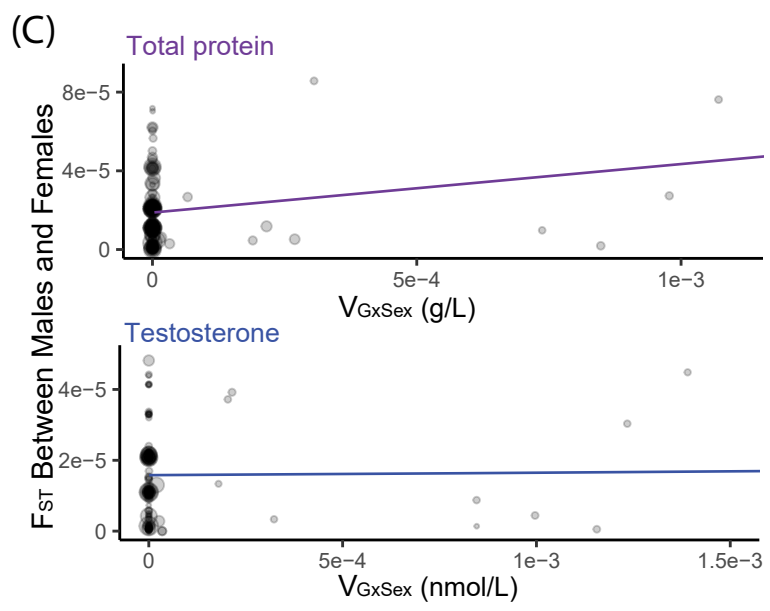 (C)
Total protein
8e-5
4e-5
0
0 5e-4 1e-3
VGxSex (g/L)
FST Between Males and Females
Testosterone
4e-5
2e-5
0
0 5e-4 1e-3 1.5e-3
VGxSex (nmol/L)